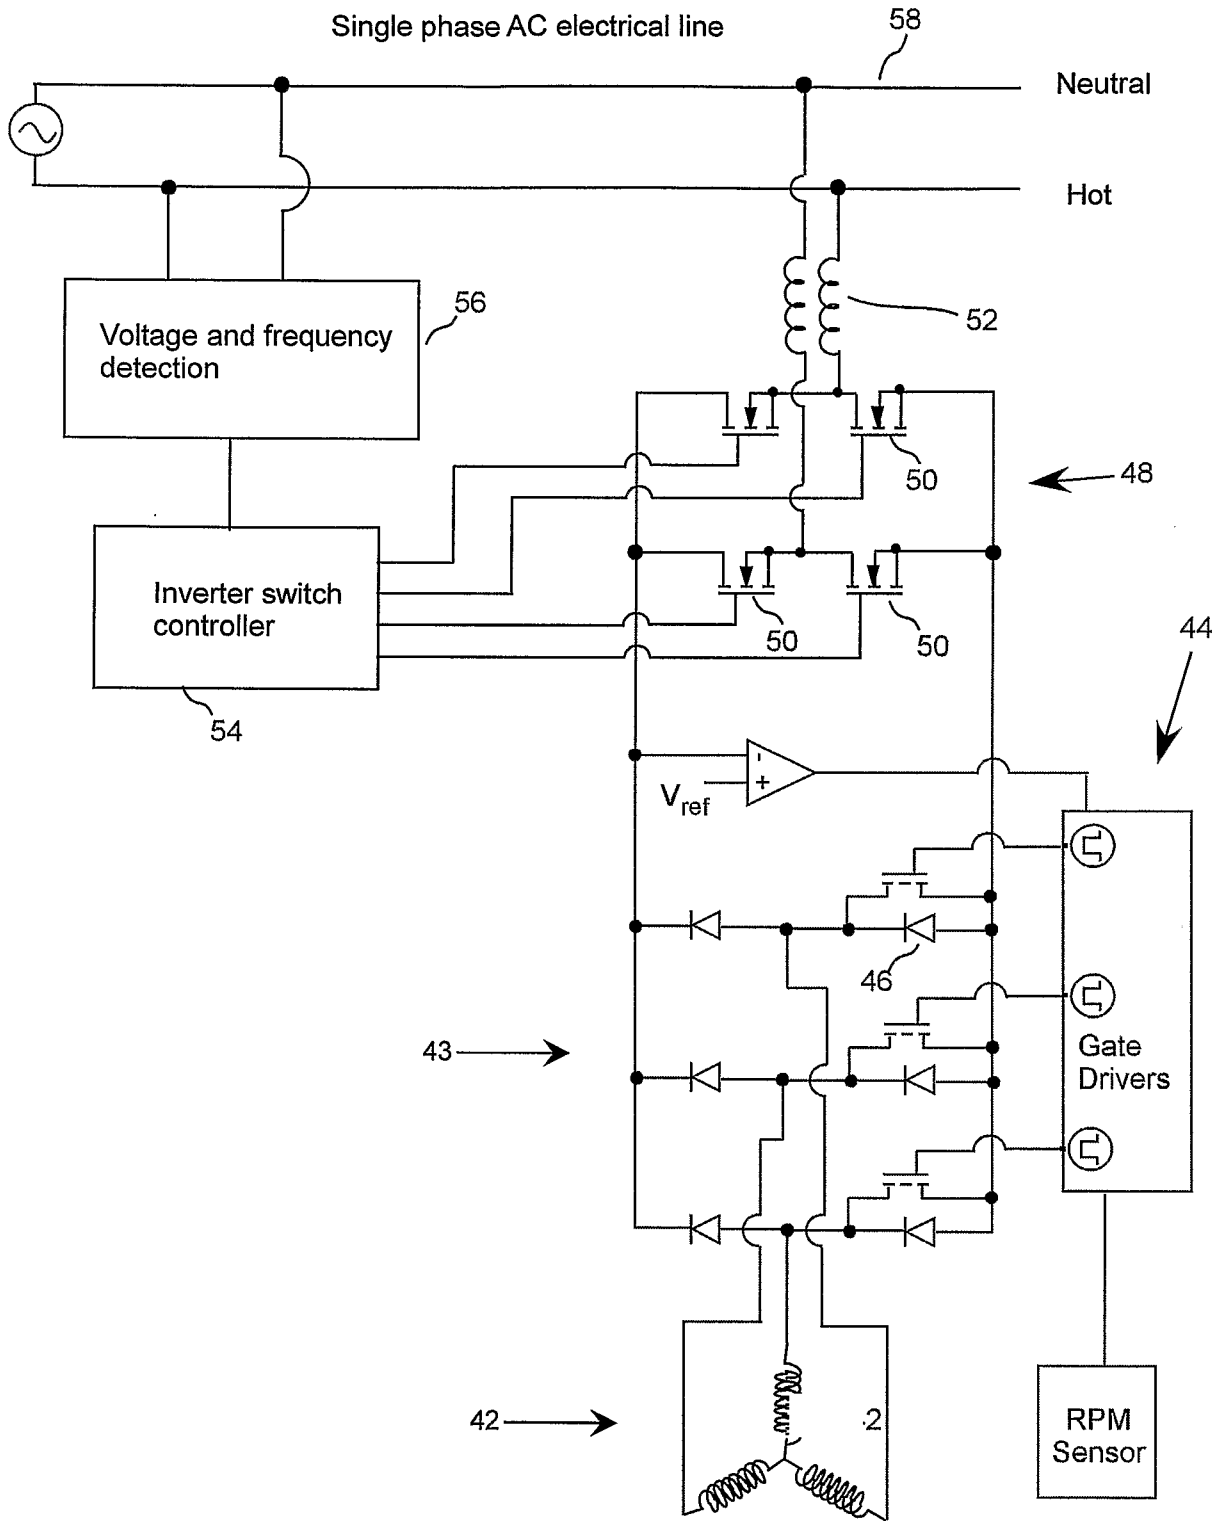 Single phase AC electrical line
58
Neutral
Hot
56
Voltage and frequency
detection
52
50
48
Inverter switch
controller
50
50
54
44
-
+
Vref
46
43
Gate
Drivers
42
2
RPM
Sensor